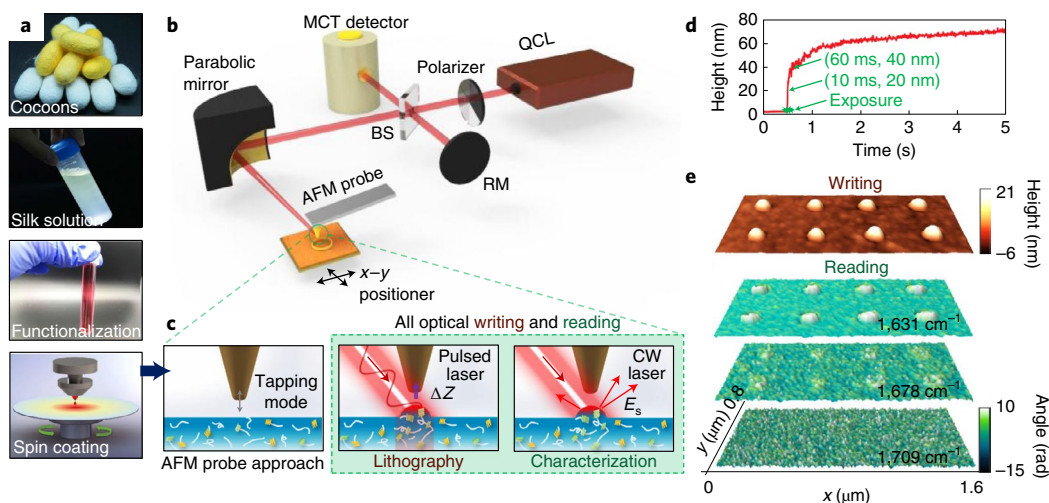 a
Cocoons
Silk solution
Functionalization
Spin coating
b
MCT detector
QCL
Parabolic
mirror
Polarizer
BS
RM
AFM probe
x–y
positioner
c
All optical writing and reading
Tapping
mode
AFM probe approach
Pulsed
laser
ΔZ
Lithography
CW
laser
Es
Characterization
d
Height (nm)
80
60
40
20
0
(60 ms, 40 nm)
(10 ms, 20 nm)
Exposure
0 1 2 3 4 5
Time (s)
e
Writing
21
Height (nm)
–6
Reading
1,631 cm⁻¹
1,678 cm⁻¹
1,709 cm⁻¹
10
Angle (rad)
–15
y (μm) 0.8
0 x (μm) 1.6